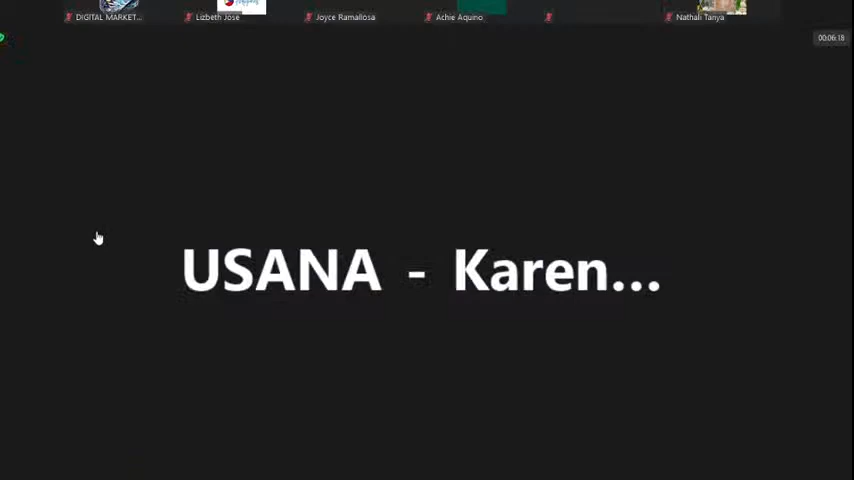 DIGITAL MARKET...
Lizbeth Jose
Joyce Ramallosa
Achie Aquino
Nathali Tanya
00:06:18
USANA - Karen...